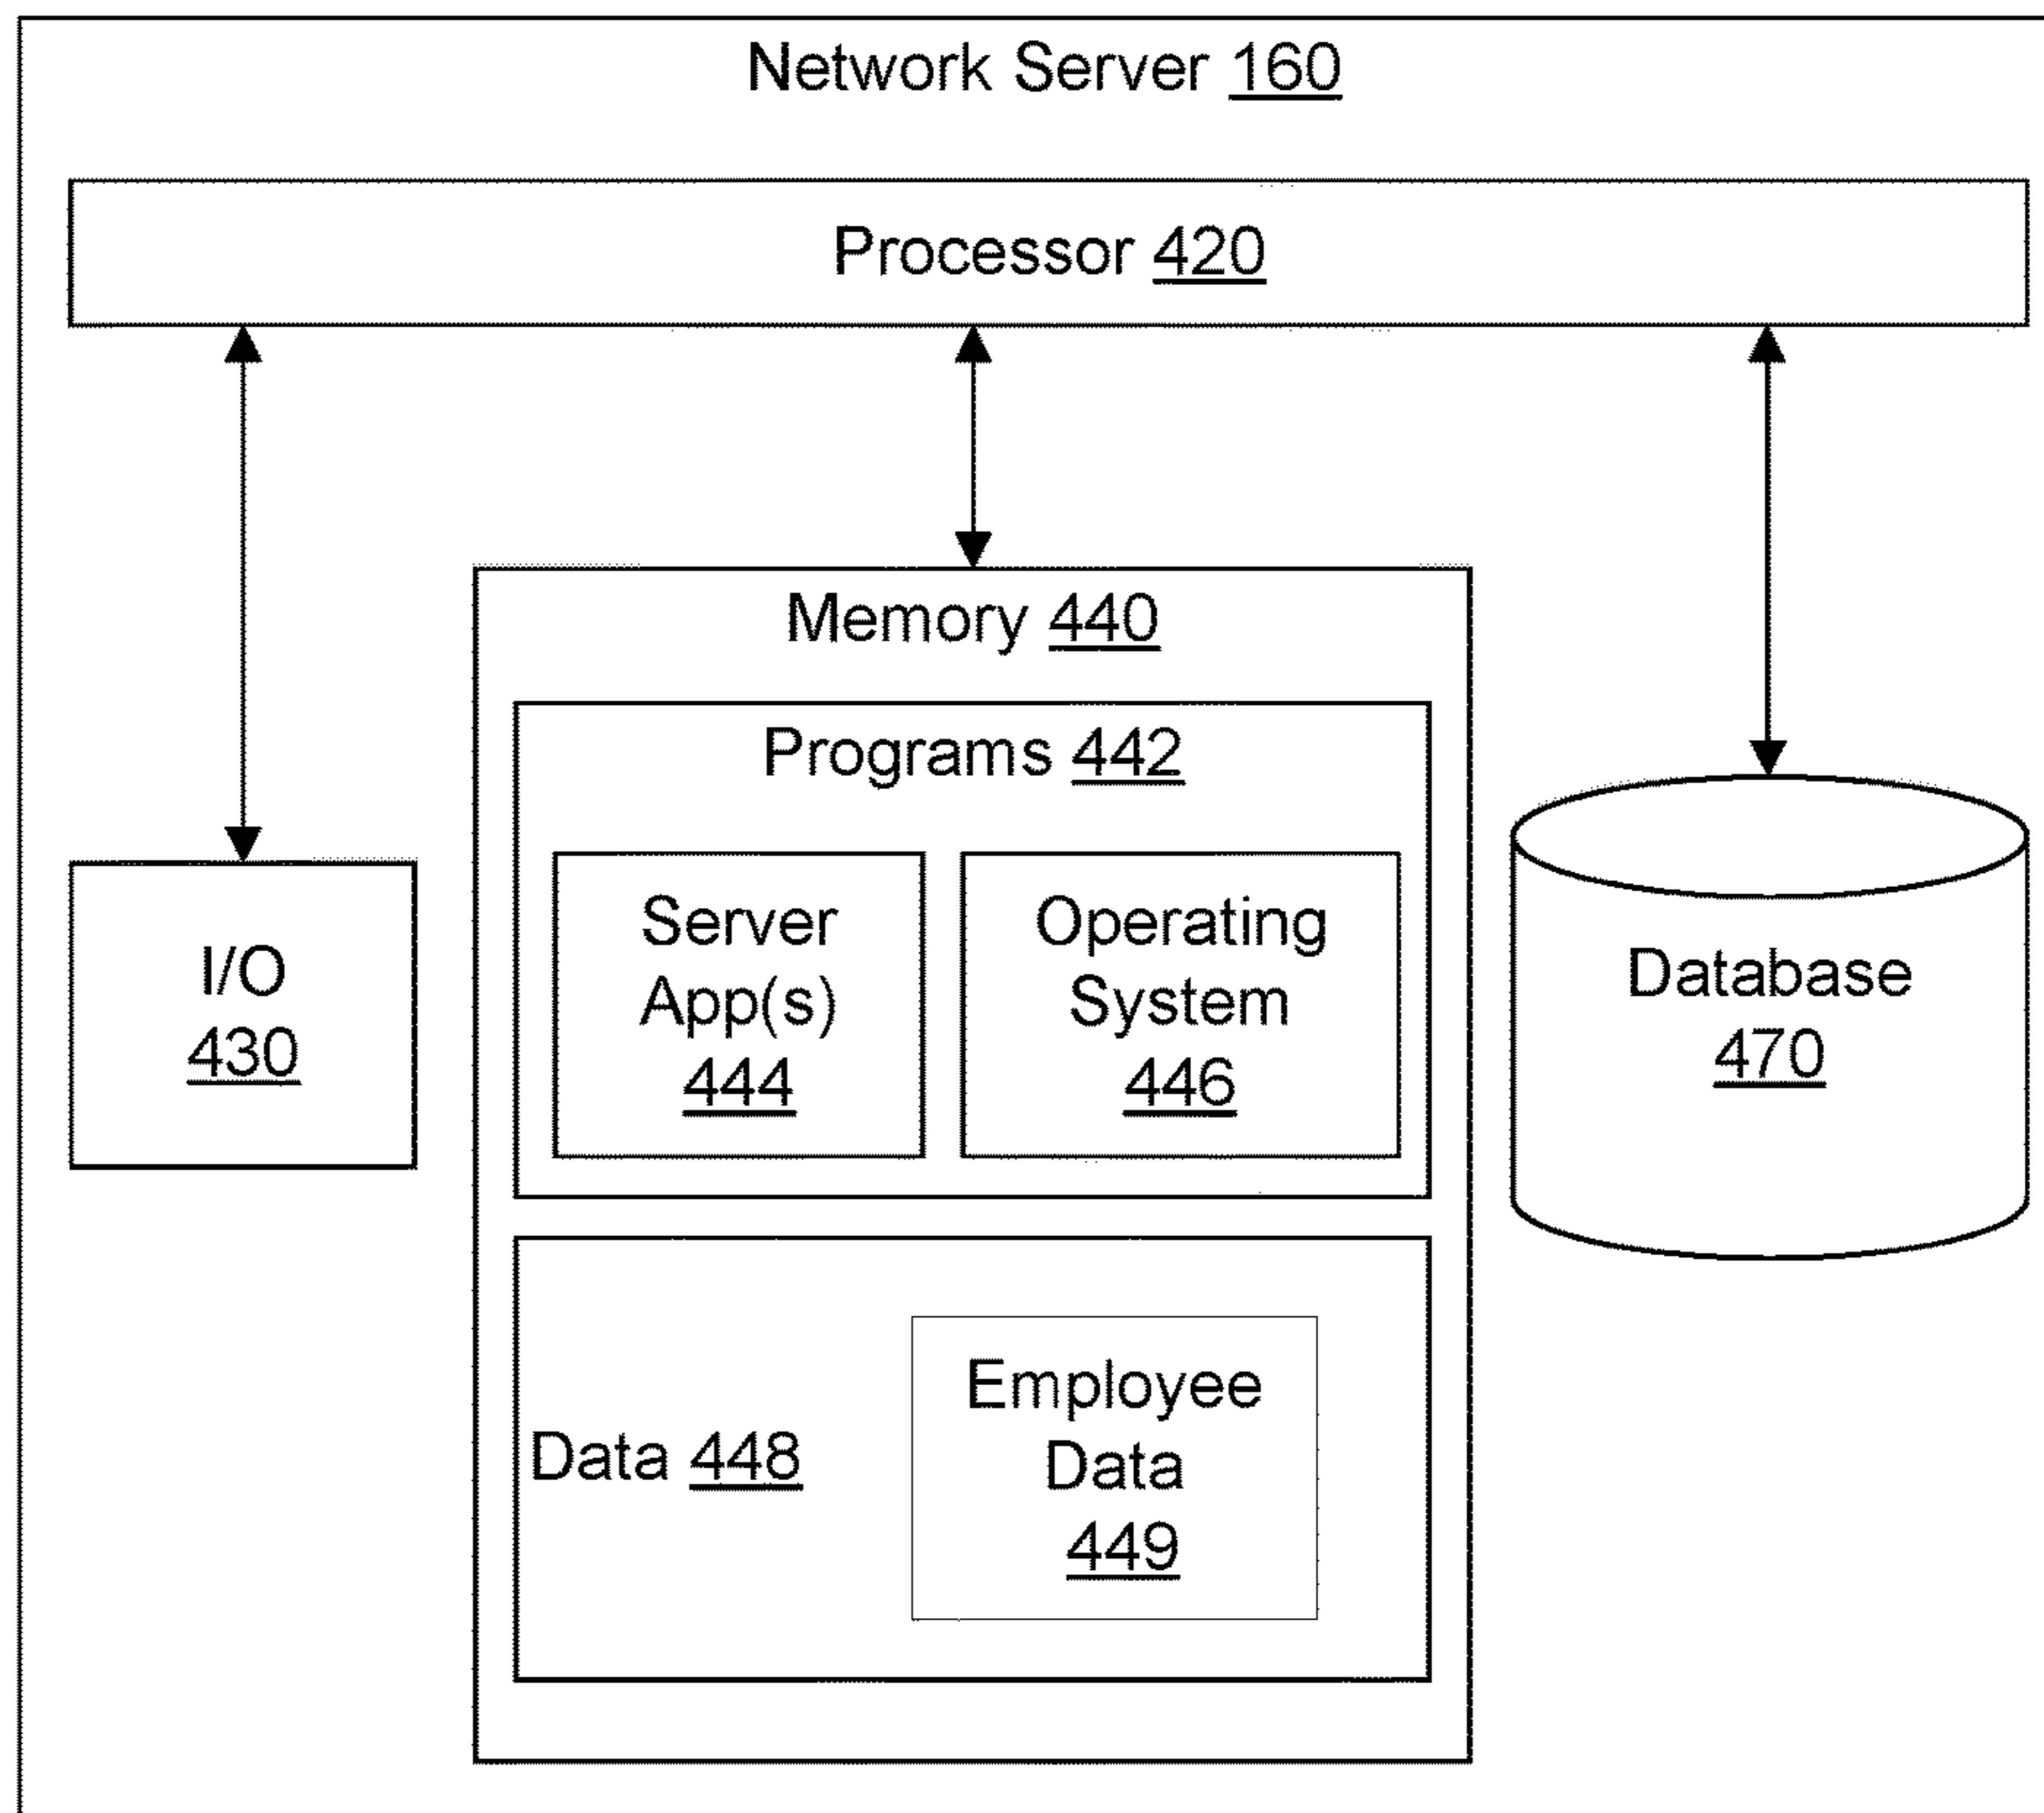 Network Server 160
Processor 420
Memory 440
Programs 442
Server
App(s)
444
Operating
System
446
I/O
430
Database
470
Data 448
Employee
Data
449